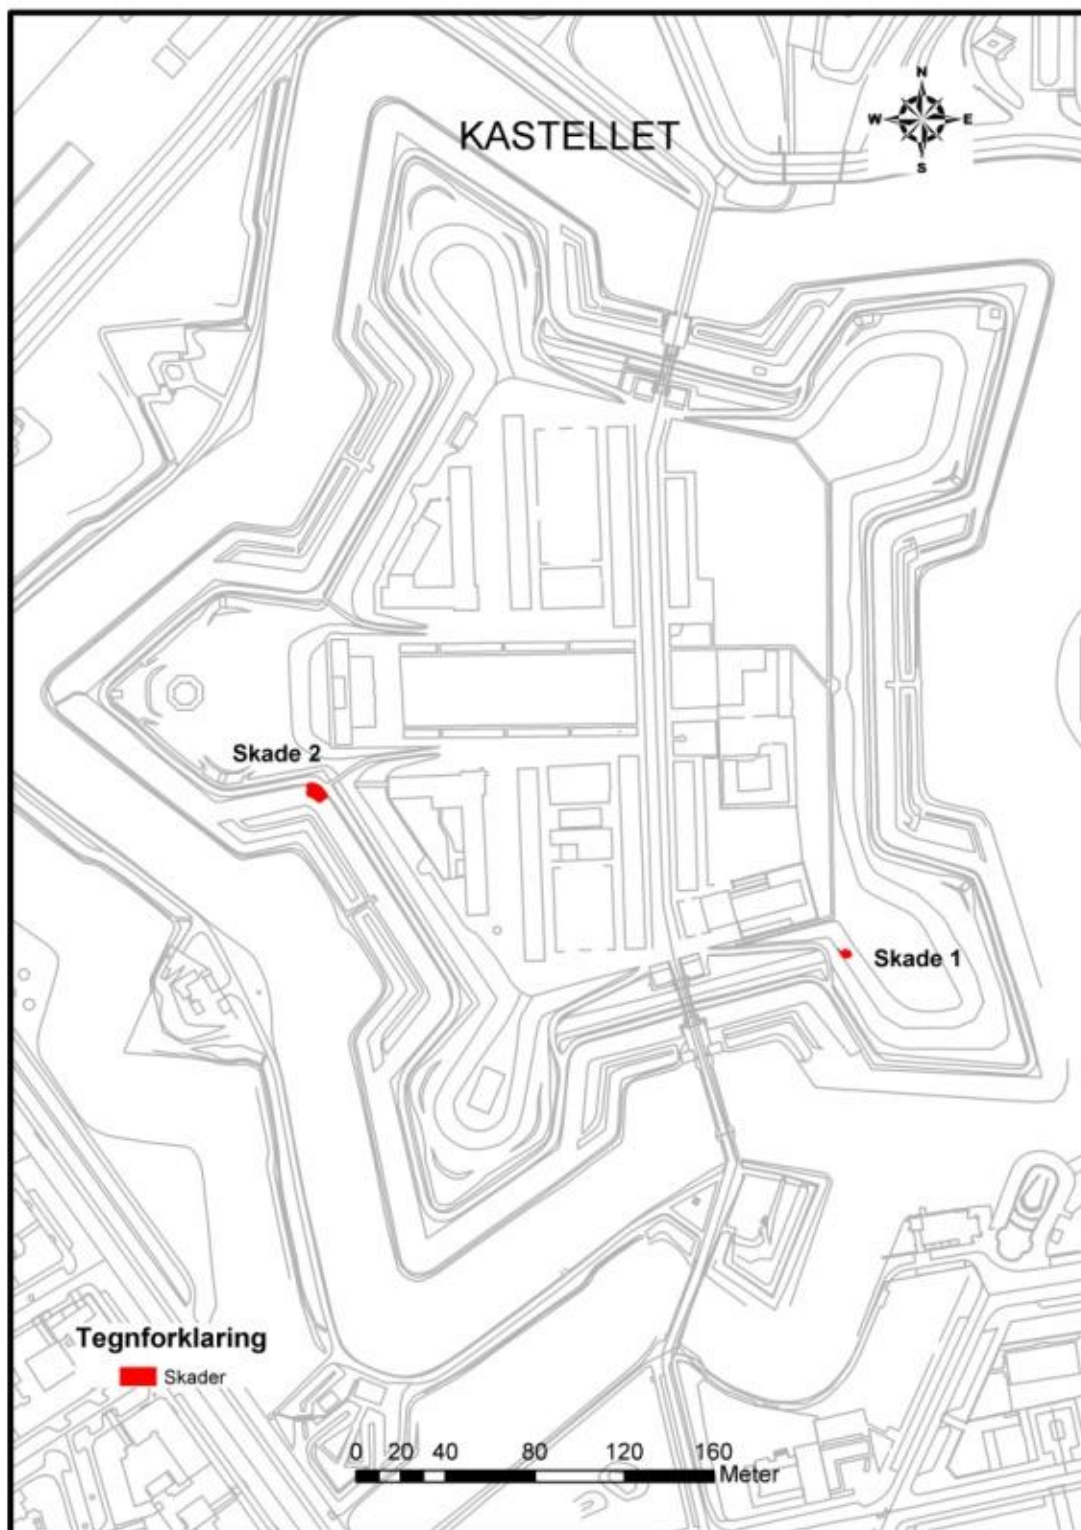 KASTELLET
N
W E
S
Skade 2
Skade 1
Tegnforklaring
Skader
0 20 40 80 120 160
Meter